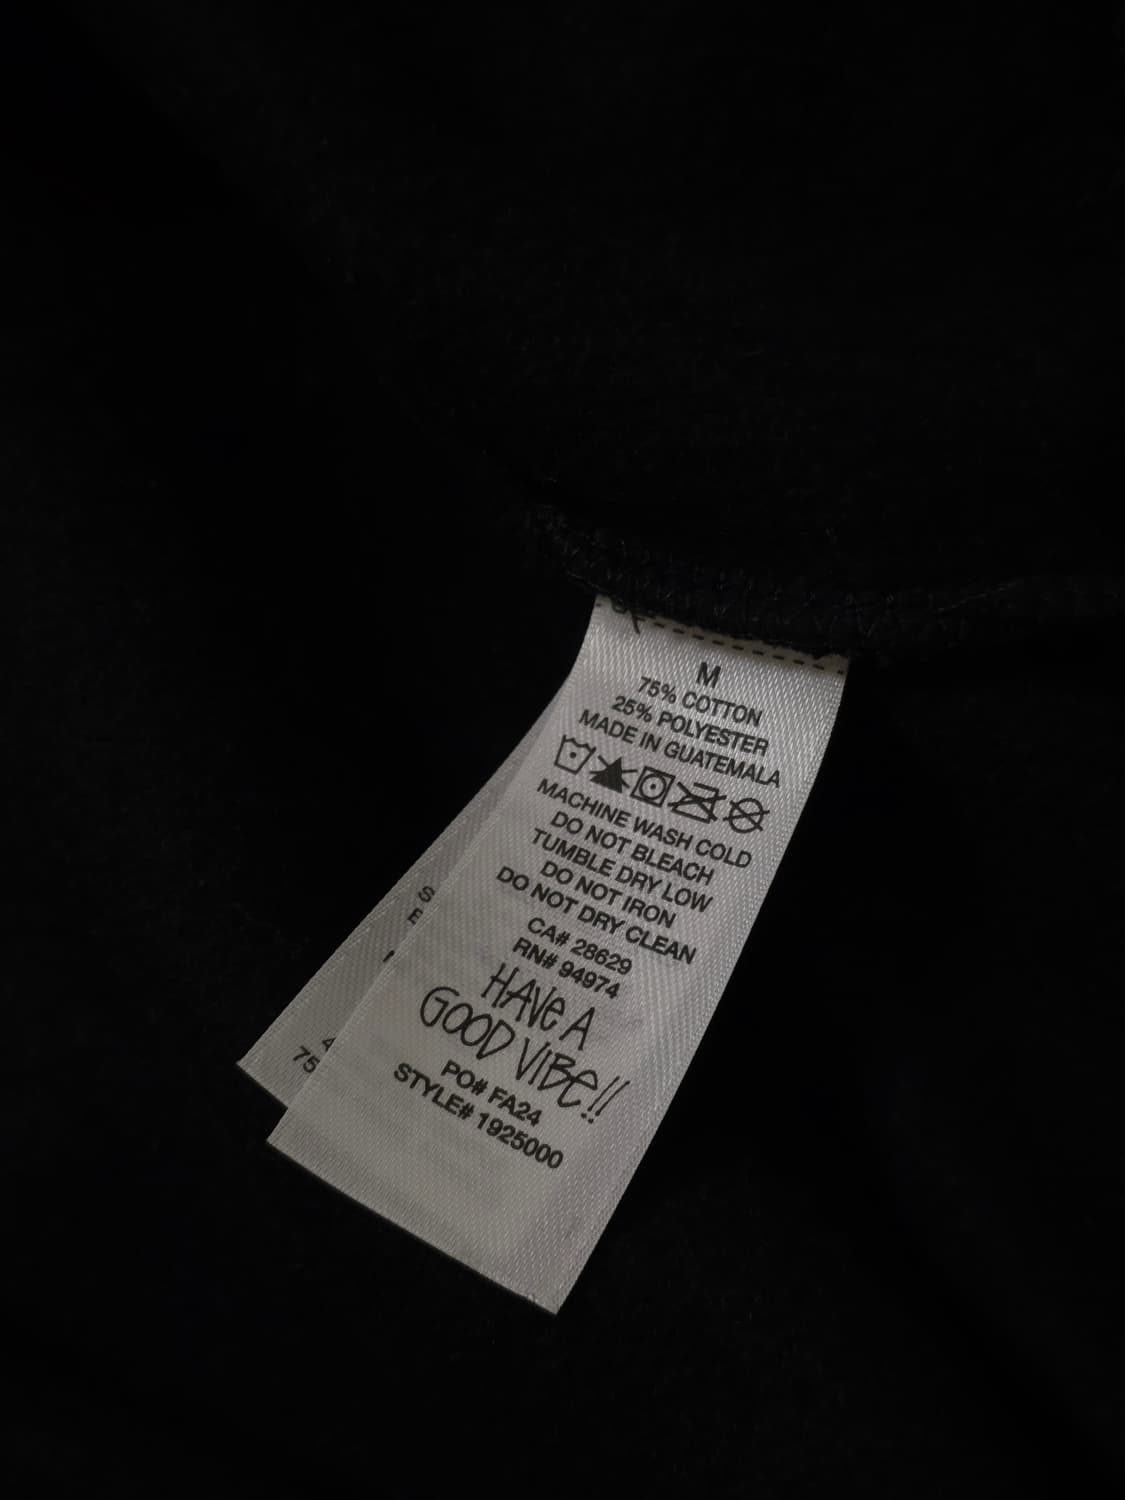 M
75% COTTON
25% POLYESTER
MADE IN GUATEMALA
MACHINE WASH COLD
DO NOT BLEACH
TUMBLE DRY LOW
DO NOT IRON
DO NOT DRY CLEAN
CA# 28629
RN# 94974
HAVE A
GOOD VIBE!!
PO# FA24
STYLE# 1925000
S
E
75